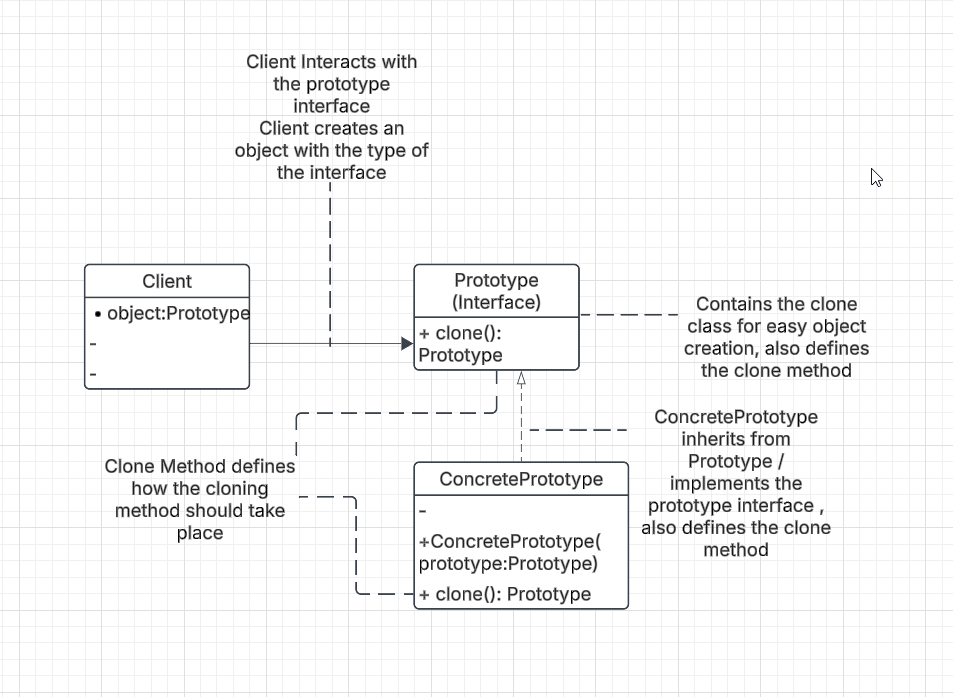 Client Interacts with
the prototype
interface
Client creates an
object with the type of
the interface
Client
• object:Prototype
-
-
Prototype
(Interface)
+ clone():
Prototype
Contains the clone
class for easy object
creation, also defines
the clone method
ConcretePrototype
inherits from
Prototype /
implements the
prototype interface ,
also defines the clone
method
Clone Method defines
how the cloning
method should take
place
ConcretePrototype
-
+ConcretePrototype(
prototype:Prototype)
+ clone(): Prototype